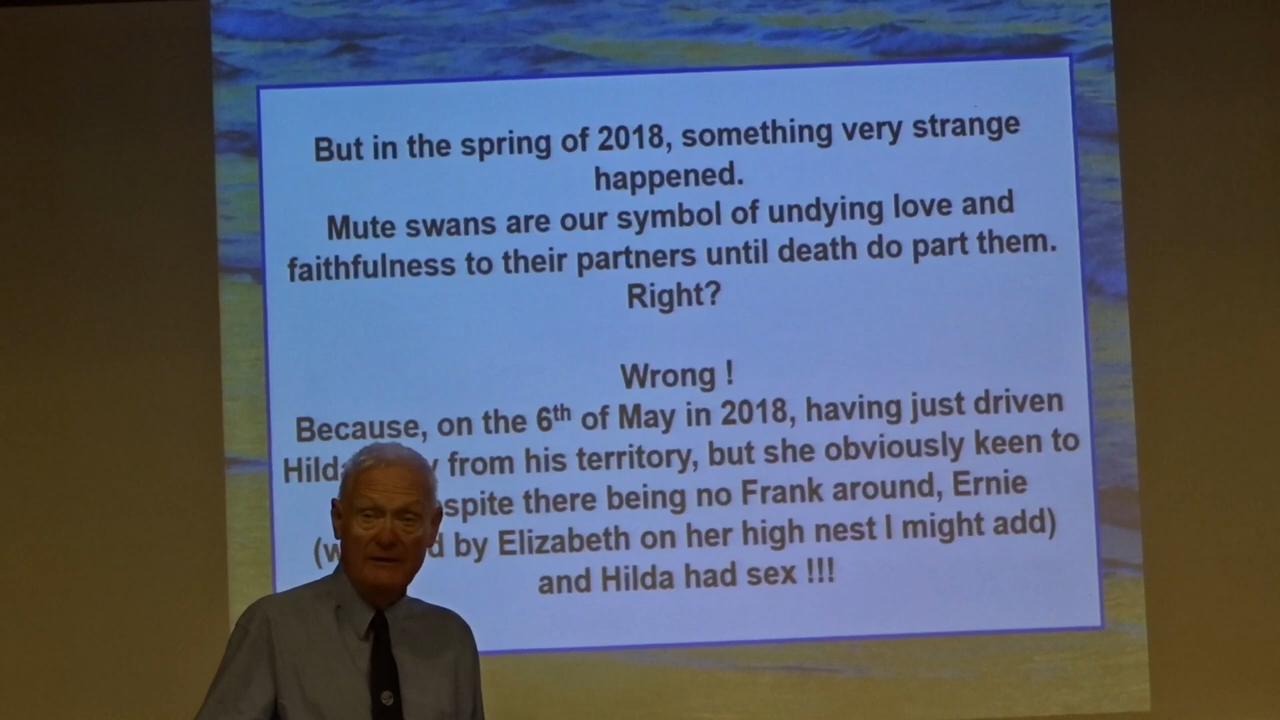 But in the spring of 2018, something very strange
happened.
Mute swans are our symbol of undying love and
faithfulness to their partners until death do part them.
Right?
Wrong !
Because, on the 6th of May in 2018, having just driven
from his territory, but she obviously keen to
there being no Frank around, Ernie
by Elizabeth on her high nest I might add)
and Hilda had sex !!!